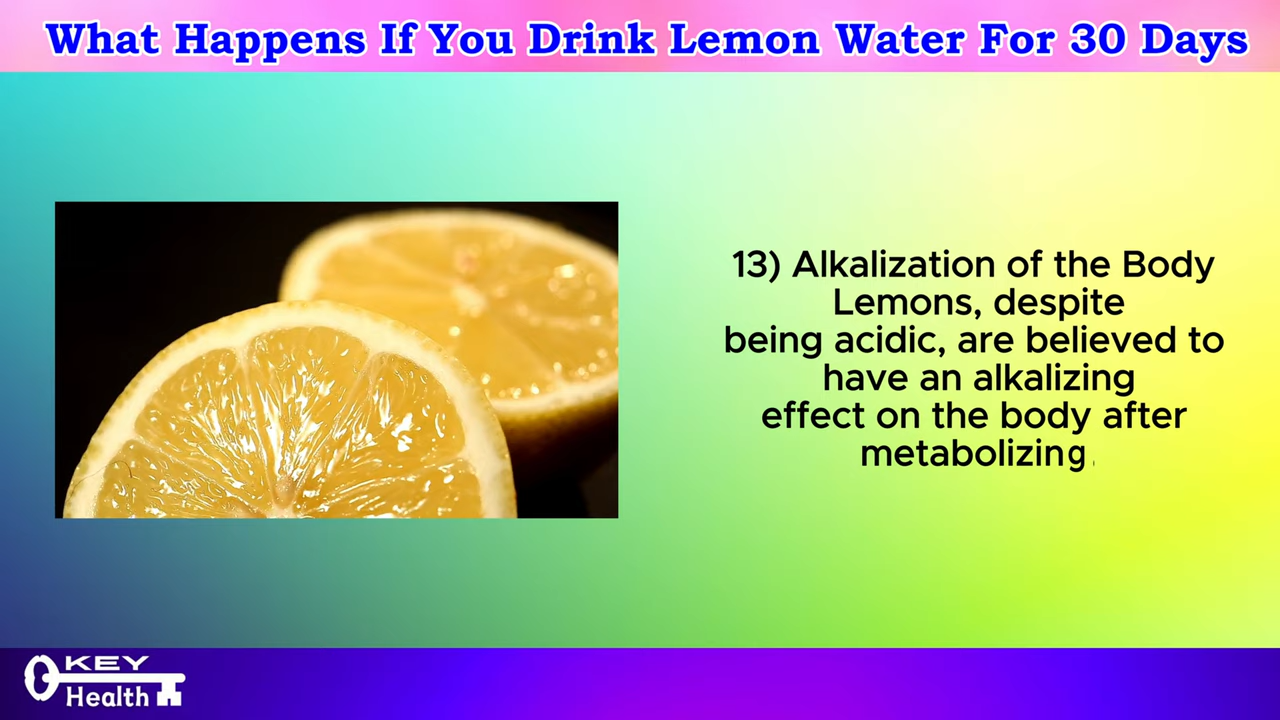 What Happens If You Drink Lemon Water For 30 Days
13) Alkalization of the Body
Lemons, despite
being acidic, are believed to
have an alkalizing
effect on the body after
metabolizing
KEY
Health